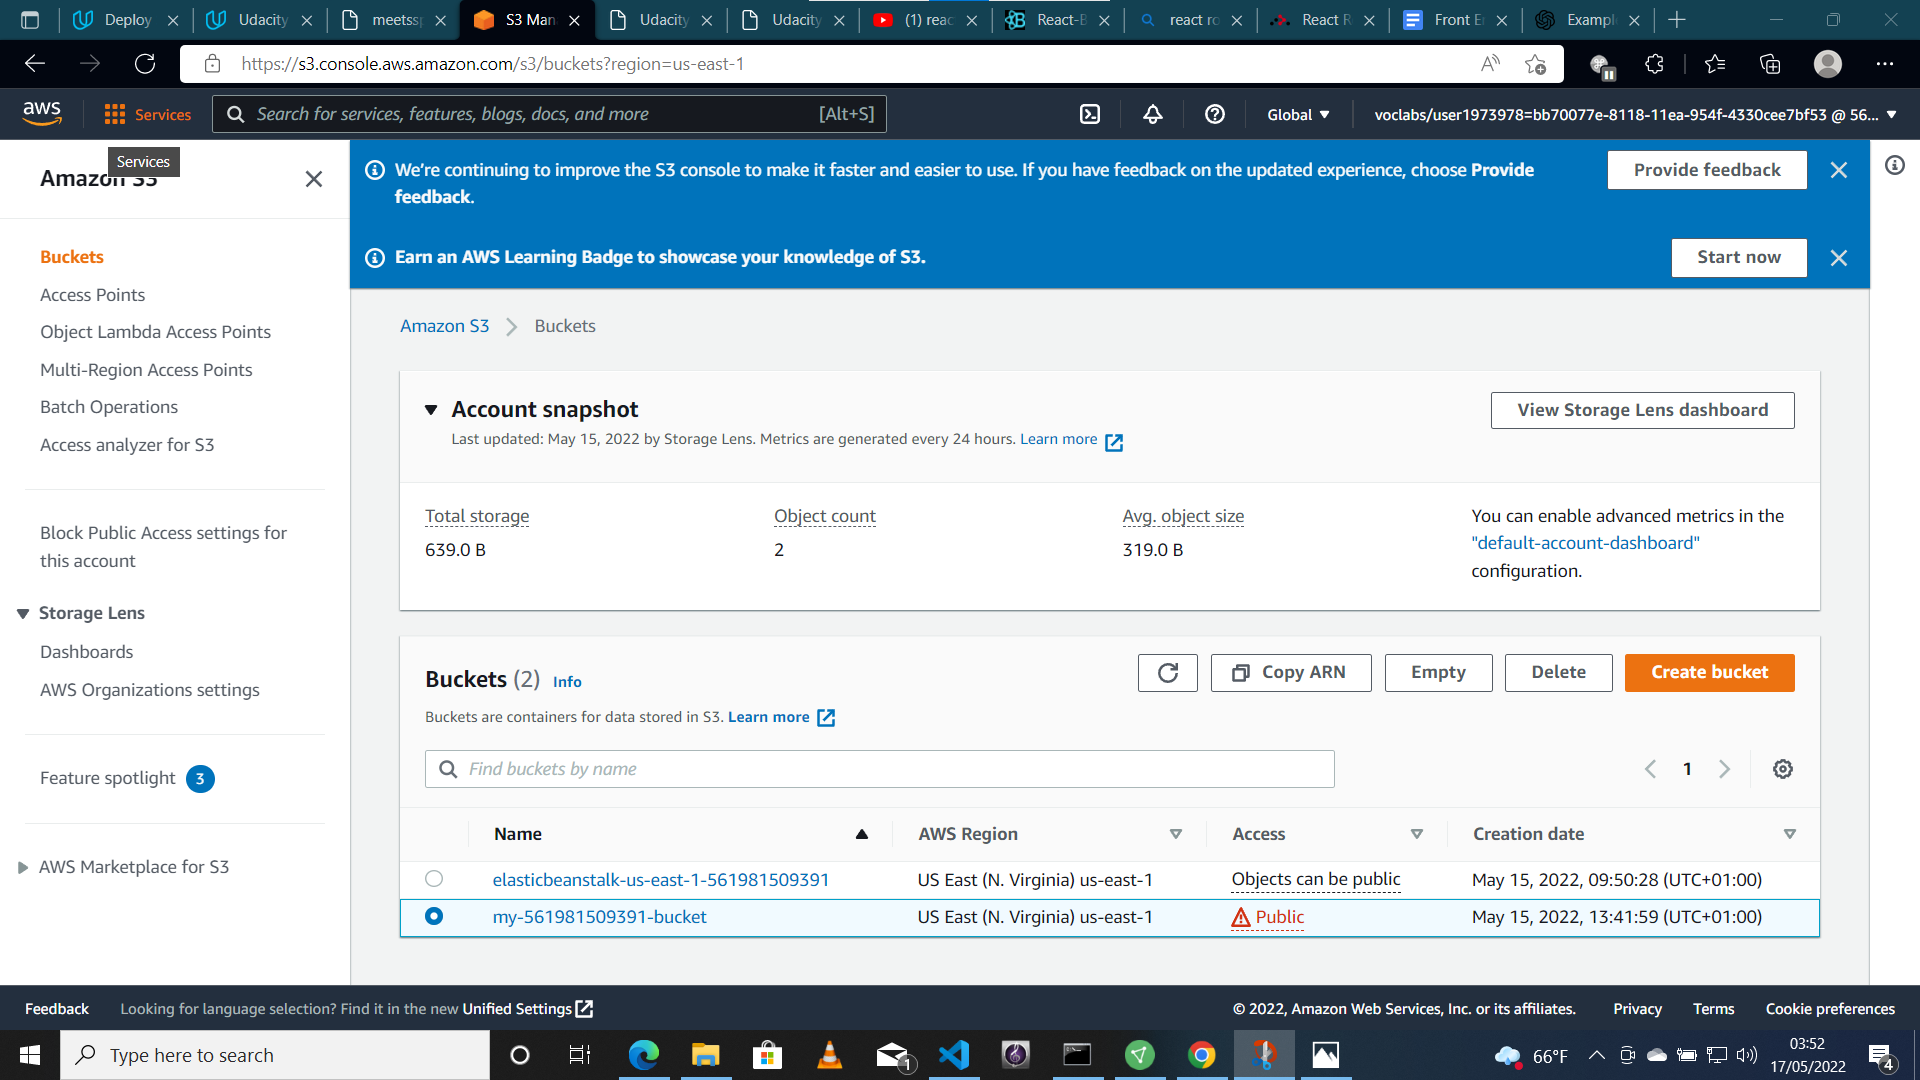 Deploy
Udacity
meetss
S3 Man
Udacity
Udacity
(1) reac
React-B
react ro
React R
Front E
Exampl
https://s3.console.aws.amazon.com/s3/buckets?region=us-east-1
aws
Services
Search for services, features, blogs, docs, and more
[Alt+S]
Global
voclabs/user1973978=bb70077e-8118-11ea-954f-4330cee7bf53 @ 56...
Services
Amazon S3
Buckets
Access Points
Object Lambda Access Points
Multi-Region Access Points
Batch Operations
Access analyzer for S3
Block Public Access settings for
this account
Storage Lens
Dashboards
AWS Organizations settings
Feature spotlight 3
AWS Marketplace for S3
We're continuing to improve the S3 console to make it faster and easier to use. If you have feedback on the updated experience, choose Provide
feedback.
Provide feedback
Earn an AWS Learning Badge to showcase your knowledge of S3.
Start now
Amazon S3
Buckets
Account snapshot
Last updated: May 15, 2022 by Storage Lens. Metrics are generated every 24 hours. Learn more
View Storage Lens dashboard
Total storage
639.0 B
Object count
2
Avg. object size
319.0 B
You can enable advanced metrics in the
"default-account-dashboard"
configuration.
Buckets (2) Info
Buckets are containers for data stored in S3. Learn more
Copy ARN
Empty
Delete
Create bucket
Find buckets by name
1
Name
AWS Region
Access
Creation date
elasticbeanstalk-us-east-1-561981509391
US East (N. Virginia) us-east-1
Objects can be public
May 15, 2022, 09:50:28 (UTC+01:00)
my-561981509391-bucket
US East (N. Virginia) us-east-1
Public
May 15, 2022, 13:41:59 (UTC+01:00)
Feedback
Looking for language selection? Find it in the new Unified Settings
© 2022, Amazon Web Services, Inc. or its affiliates.
Privacy
Terms
Cookie preferences
Type here to search
1
66°F
03:52
17/05/2022
4